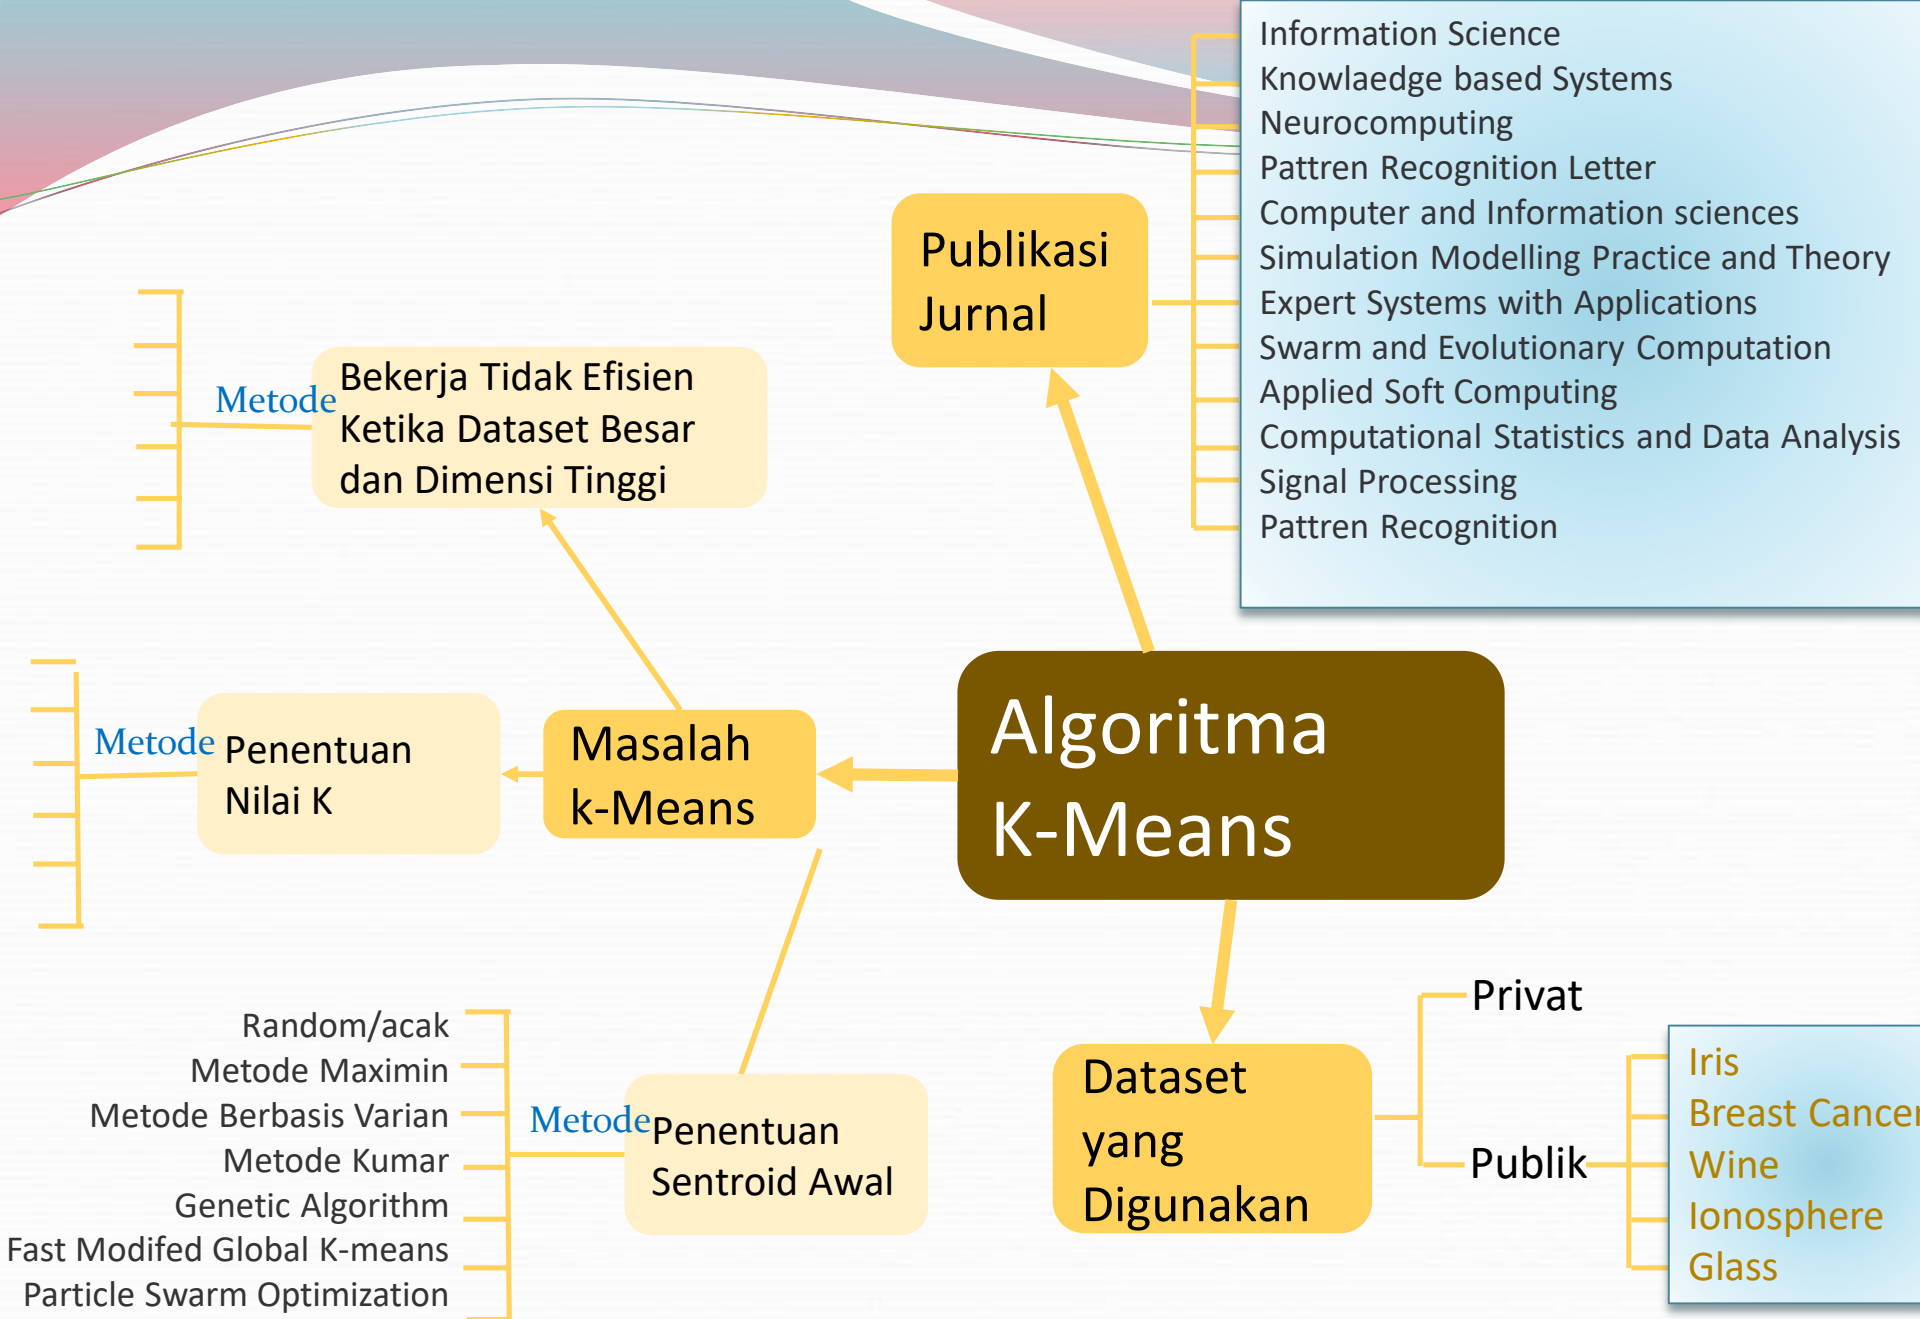 Information Science
Knowlaedge based Systems
Neurocomputing
Pattren Recognition Letter
Computer and Information sciences
Simulation Modelling Practice and Theory
Expert Systems with Applications
Swarm and Evolutionary Computation
Applied Soft Computing
Computational Statistics and Data Analysis
Signal Processing
Pattren Recognition
Publikasi
Jurnal
Metode
Bekerja Tidak Efisien
Ketika Dataset Besar
dan Dimensi Tinggi
Metode
Penentuan
Nilai K
Masalah
k-Means
Algoritma
K-Means
Random/acak
Metode Maximin
Metode Berbasis Varian
Metode Kumar
Genetic Algorithm
Fast Modifed Global K-means
Particle Swarm Optimization
Metode
Penentuan
Sentroid Awal
Dataset
yang
Digunakan
Privat
Publik
Iris
Breast Cancer
Wine
Ionosphere
Glass